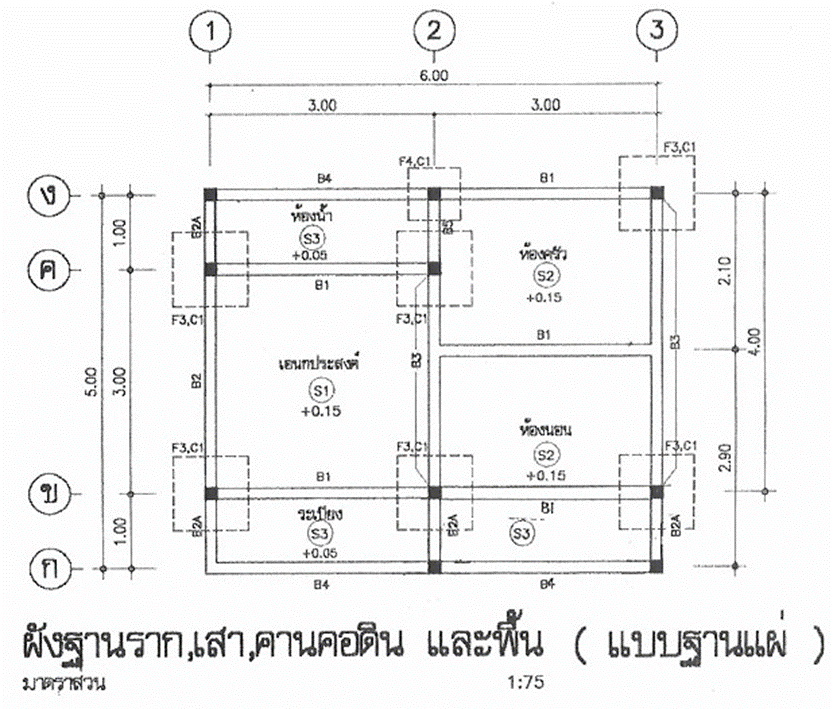 1 2 3
6.00
3.00 3.00
F4,C1 F3,C1
B4 B1
ง
B2A ห้องน้ำ B5
S3
+0.05
1.00
ค
B1
ห้องครัว
S2
+0.15
2.10
F3,C1 F3,C1
B1
B3 B3
4.00
เอนกประสงค์
S1
+0.15
5.00 3.00
B2
ห้องนอน
S2
+0.15
2.90
F3,C1 F3,C1 F3,C1
ข
B1 B1
B2A ระเบียง B2A B2A
S3 S3
+0.05
1.00
ก
B4 B4
ผังฐานราก,เสา,คานคอดิน และพื้น ( แบบฐานแผ่ )
มาตราส่วน 1:75